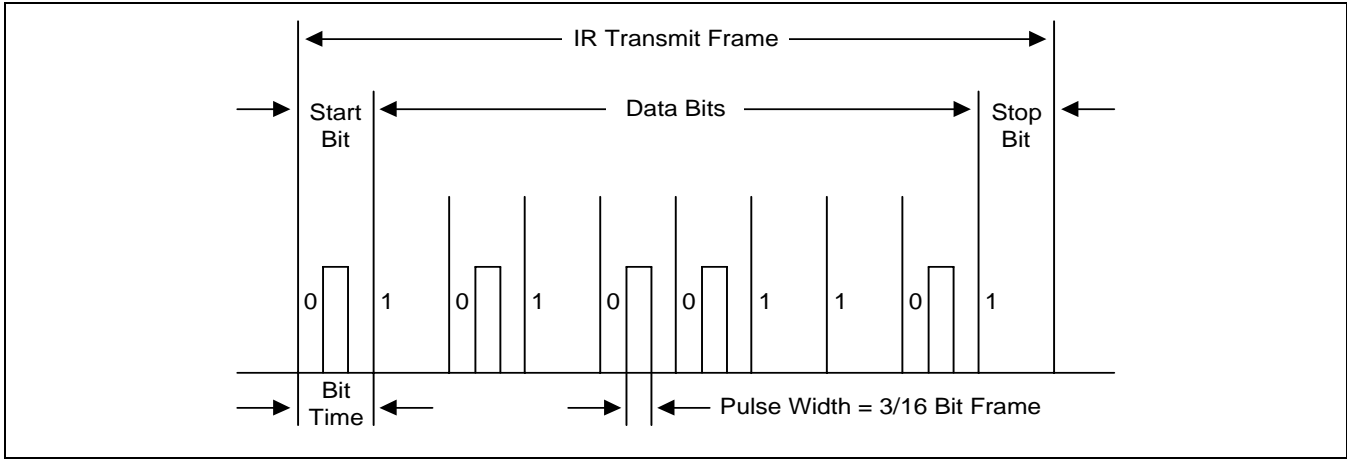 IR Transmit Frame
Start Bit
Data Bits
Stop Bit
0 1 0 1 0 0 1 1 0 1
Bit Time
Pulse Width = 3/16 Bit Frame